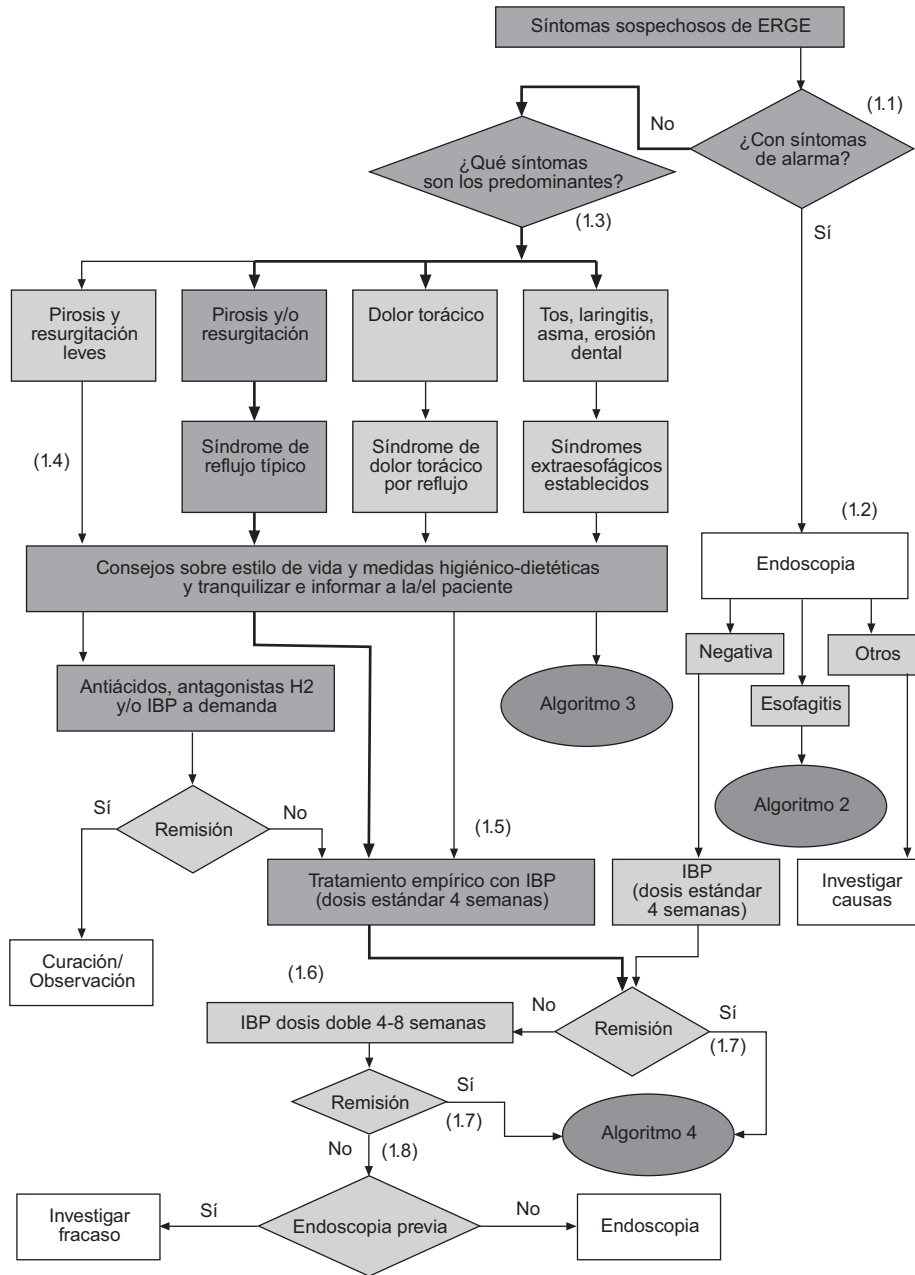 Síntomas sospechosos de ERGE
(1.1)
No
¿Con síntomas
de alarma?
¿Qué síntomas
son los predominantes?
(1.3)
Sí
Pirosis y
resurgitación
leves
Pirosis y/o
resurgitación
Dolor torácico
Tos, laringitis,
asma, erosión
dental
(1.4)
Síndrome de
reflujo típico
Síndrome de
dolor torácico
por reflujo
Síndromes
extraesofágicos
establecidos
(1.2)
Consejos sobre estilo de vida y medidas higiénico-dietéticas
y tranquilizar e informar a la/el paciente
Endoscopia
Negativa
Otros
Esofagitis
Antiácidos, antagonistas H2
y/o IBP a demanda
Algoritmo 3
Algoritmo 2
Sí
Remisión
No
(1.5)
Tratamiento empírico con IBP
(dosis estándar 4 semanas)
IBP
(dosis estándar
4 semanas)
Investigar
causas
Curación/
Observación
(1.6)
No
Remisión
Sí
(1.7)
IBP dosis doble 4-8 semanas
Remisión
Sí
(1.7)
Algoritmo 4
No
(1.8)
Investigar
fracaso
Sí
Endoscopia previa
No
Endoscopia